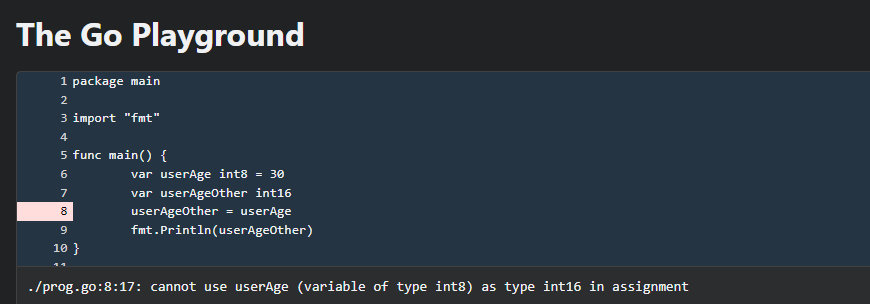 The Go Playground
1 package main
2
3 import "fmt"
4
5 func main() {
6 var userAge int8 = 30
7 var userAgeOther int16
8 userAgeOther = userAge
9 fmt.Println(userAgeOther)
10 }
11
./prog.go:8:17: cannot use userAge (variable of type int8) as type int16 in assignment